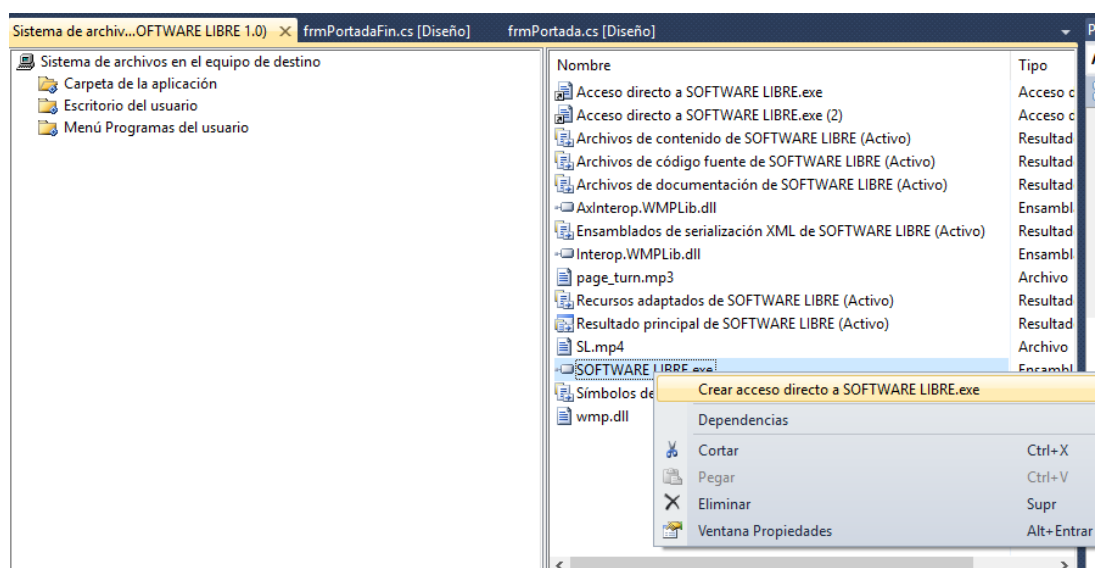 Sistema de archiv...OFTWARE LIBRE 1.0)
frmPortadaFin.cs [Diseño]
frmPortada.cs [Diseño]
Sistema de archivos en el equipo de destino
Carpeta de la aplicación
Escritorio del usuario
Menú Programas del usuario
Nombre Tipo
Acceso directo a SOFTWARE LIBRE.exe Acceso
Acceso directo a SOFTWARE LIBRE.exe (2) Acceso
Archivos de contenido de SOFTWARE LIBRE (Activo) Resultad
Archivos de código fuente de SOFTWARE LIBRE (Activo) Resultad
Archivos de documentación de SOFTWARE LIBRE (Activo) Resultad
AxInterop.WMPLib.dll Ensambl
Ensamblados de serialización XML de SOFTWARE LIBRE (Activo) Resultad
Interop.WMPLib.dll Ensambl
page_turn.mp3 Archivo
Recursos adaptados de SOFTWARE LIBRE (Activo) Resultad
Resultado principal de SOFTWARE LIBRE (Activo) Resultad
SL.mp4 Archivo
SOFTWARE LIBRE.exe Ensambl
Símbolos de
wmp.dll
Crear acceso directo a SOFTWARE LIBRE.exe
Dependencias
Cortar Ctrl+X
Pegar Ctrl+V
Eliminar Supr
Ventana Propiedades Alt+Entrar